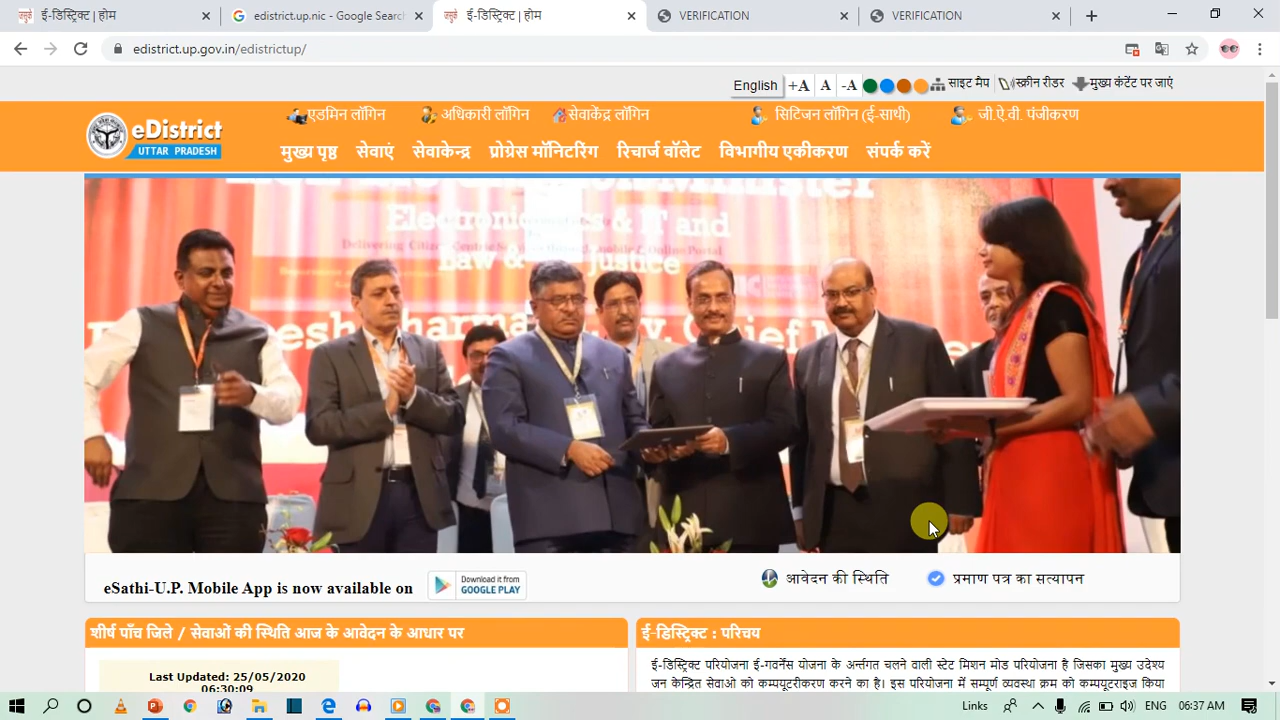 ई-डिस्ट्रिक्ट | होम
edistrict.up.nic - Google Search
ई-डिस्ट्रिक्ट | होम
VERIFICATION
VERIFICATION
edistrict.up.gov.in/edistrictup/
English +A A -A साइट मैप स्क्रीन रीडर मुख्य कंटेंट पर जाएं
एडमिन लॉगिन अधिकारी लॉगिन सेवाकेंद्र लॉगिन सिटिजन लॉगिन (ई-साथी) जी.ऐ.वी. पंजीकरण
eDistrict
UTTAR PRADESH
मुख्य पृष्ठ सेवाएं सेवाकेन्द्र प्रोग्रेस मॉनिटरिंग रिचार्ज वॉलेट विभागीय एकीकरण संपर्क करें
Electronics & IT and
Law & Justice
eSathi-U.P. Mobile App is now available on
Download it from
GOOGLE PLAY
आवेदन की स्थिति
प्रमाण पत्र का सत्यापन
शीर्ष पाँच जिले / सेवाओं की स्थिति आज के आवेदन के आधार पर
Last Updated: 25/05/2020
06:30:09
ई-डिस्ट्रिक्ट : परिचय
ई-डिस्ट्रिक्ट परियोजना ई-गवर्नेंस योजना के अर्न्तगत चलने वाली स्टेट मिशन मोड परियोजना है जिसका मुख्य उदेश्य
जन केन्द्रित सेवाओं को कम्पयूटरीकरण करने का है। इस परियोजना में सम्पूर्ण व्यवस्था क्रम को कम्पयूटराइज किया
Links ENG 06:37 AM